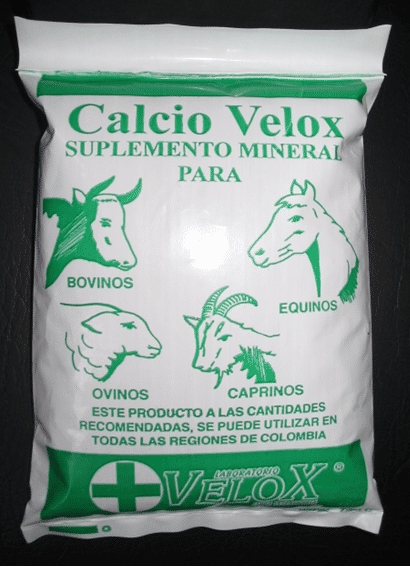 Calcio Velox
SUPLEMENTO MINERAL
PARA
BOVINOS
EQUINOS
OVINOS
CAPRINOS
ESTE PRODUCTO A LAS CANTIDADES
RECOMENDADAS, SE PUEDE UTILIZAR EN
TODAS LAS REGIONES DE COLOMBIA
LABORATORIO
VELOX ®